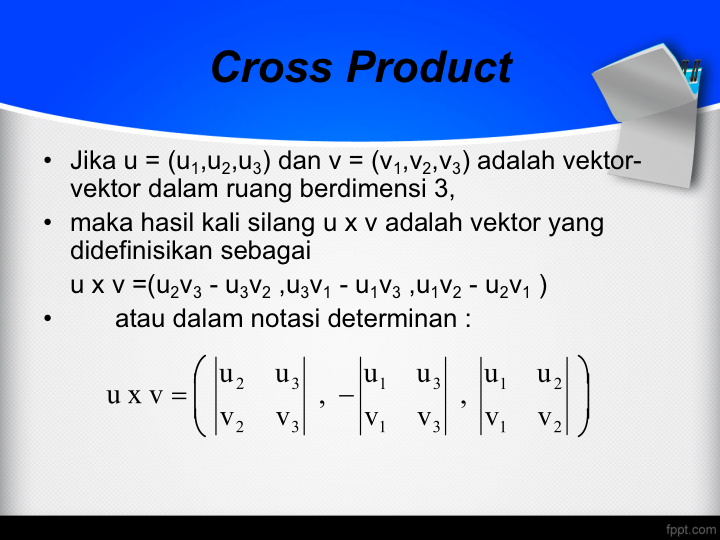 Cross Product
• Jika u = (u₁,u₂,u₃) dan v = (v₁,v₂,v₃) adalah vektor-
vektor dalam ruang berdimensi 3,
• maka hasil kali silang u x v adalah vektor yang
didefinisikan sebagai
u x v =(u₂v₃ - u₃v₂ ,u₃v₁ - u₁v₃ ,u₁v₂ - u₂v₁ )
• atau dalam notasi determinan :
u x v = ( | u₂ u₃ | , − | u₁ u₃ | , | u₁ u₂ | )
| v₂ v₃ | | v₁ v₃ | | v₁ v₂ |
fppt.com